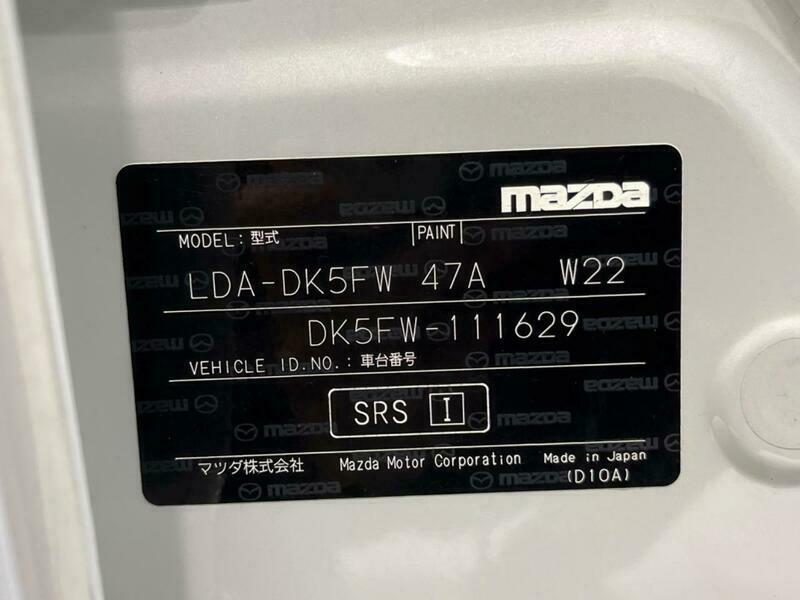 mazda
MODEL: 型式 PAINT
LDA-DK5FW 47A W22
DK5FW-111629
VEHICLE ID.NO.: 車台番号
SRS I
マツダ株式会社 Mazda Motor Corporation Made in Japan
(D10A)